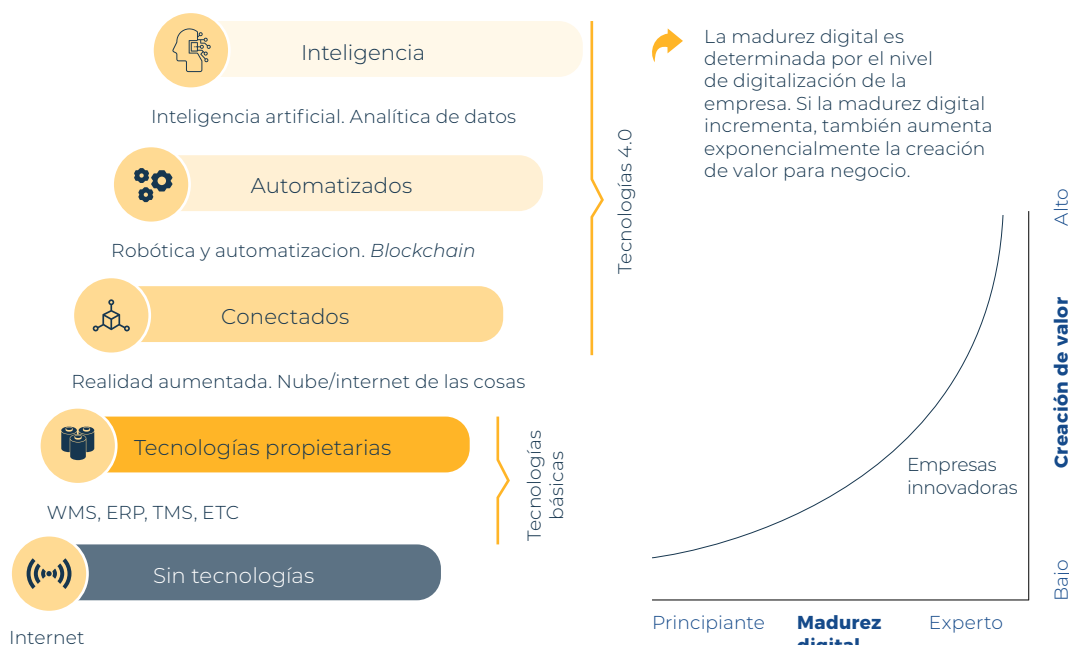 Inteligencia
Inteligencia artificial. Analítica de datos
Automatizados
Robótica y automatizacion. Blockchain
Conectados
Realidad aumentada. Nube/internet de las cosas
Tecnologías 4.0
Tecnologías propietarias
WMS, ERP, TMS, ETC
Sin tecnologías
Internet
Tecnologías
básicas
La madurez digital es
determinada por el nivel
de digitalización de la
empresa. Si la madurez digital
incrementa, también aumenta
exponencialmente la creación
de valor para negocio.
Alto
Creación de valor
Bajo
Empresas
innovadoras
Principiante
Madurez
digital
Experto